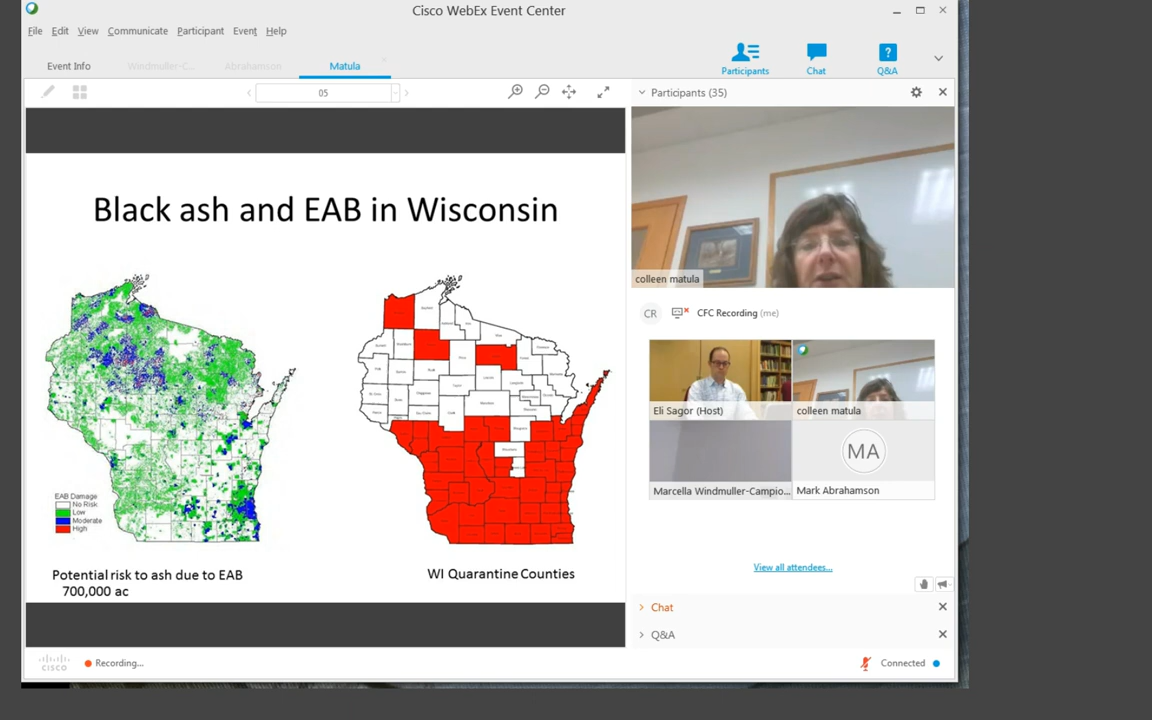 Cisco WebEx Event Center
File Edit View Communicate Participant Event Help
Event Info Windmuller-C... Abrahamson Matula
Participants Chat Q&A
05
Participants (35)
Black ash and EAB in Wisconsin
colleen matula
CR CFC Recording (me)
Eli Sagor (Host) colleen matula
MA
Marcella Windmuller-Campio... Mark Abrahamson
EAB Damage
No Risk
Low
Moderate
High
Potential risk to ash due to EAB
700,000 ac
WI Quarantine Counties
View all attendees...
Chat
Q&A
CISCO Recording... Connected